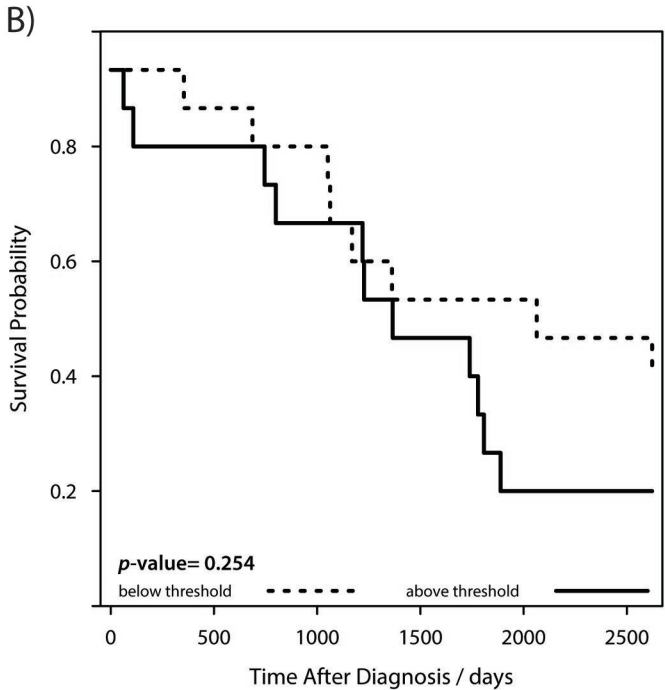 B)
0.8
0.6
0.4
0.2
Survival Probability
p-value= 0.254
below threshold above threshold
0 500 1000 1500 2000 2500
Time After Diagnosis / days